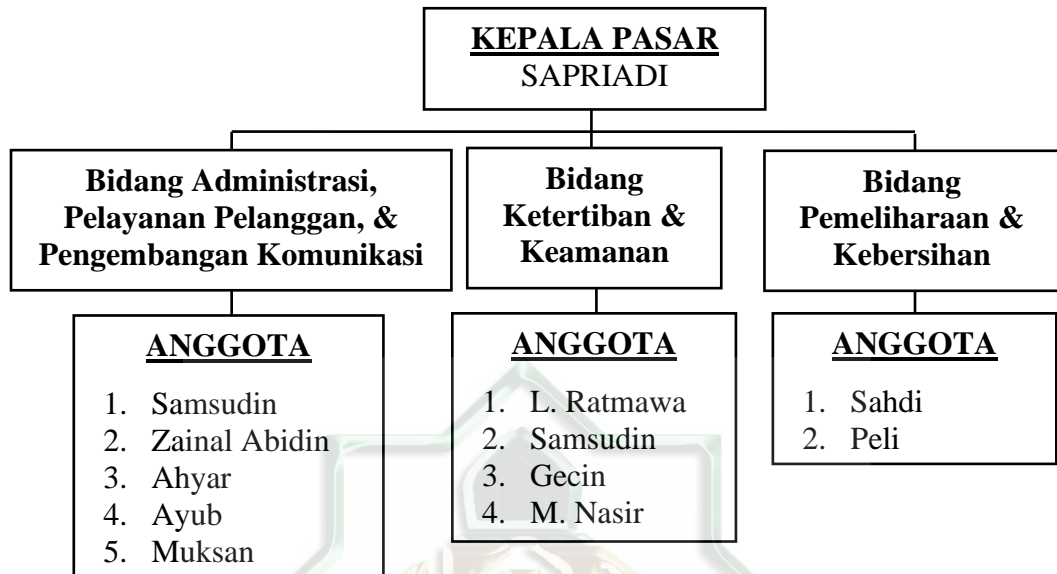 KEPALA PASAR
SAPRIADI
Bidang Administrasi,
Pelayanan Pelanggan, &
Pengembangan Komunikasi
Bidang
Ketertiban &
Keamanan
Bidang
Pemeliharaan &
Kebersihan
ANGGOTA
1. Samsudin
2. Zainal Abidin
3. Ahyar
4. Ayub
5. Muksan
ANGGOTA
1. L. Ratmawa
2. Samsudin
3. Gecin
4. M. Nasir
ANGGOTA
1. Sahdi
2. Peli